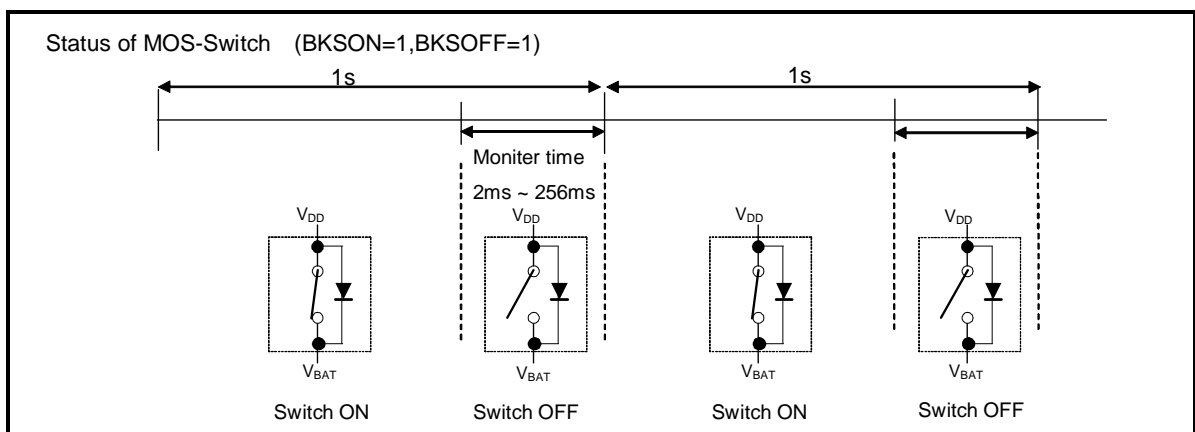 Status of MOS-Switch (BKSON=1,BKSOFF=1)
1s 1s
Moniter time
2ms ~ 256ms
VDD VDD VDD VDD
VBAT VBAT VBAT VBAT
Switch ON Switch OFF Switch ON Switch OFF